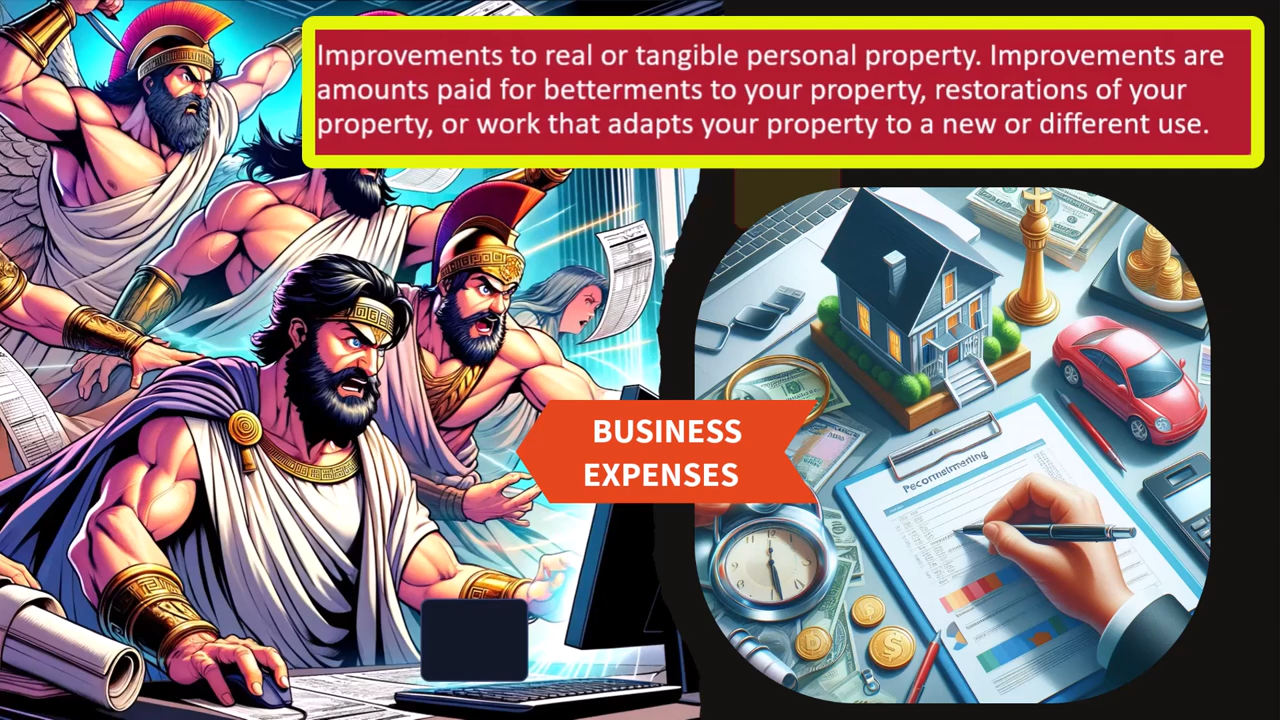 Improvements to real or tangible personal property. Improvements are
amounts paid for betterments to your property, restorations of your
property, or work that adapts your property to a new or different use.
BUSINESS
EXPENSES